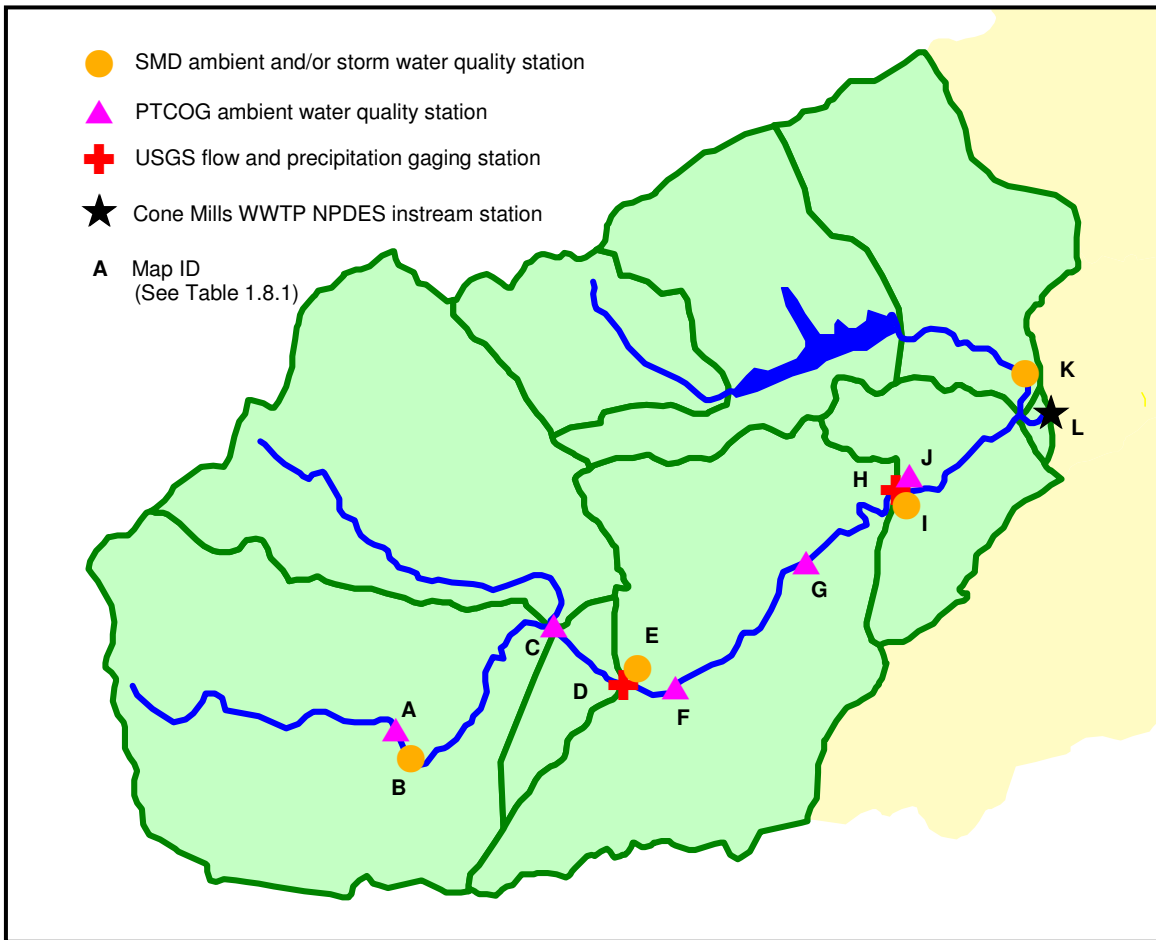 SMD ambient and/or storm water quality station
PTCOG ambient water quality station
USGS flow and precipitation gaging station
Cone Mills WWTP NPDES instream station
A Map ID
(See Table 1.8.1)
K
L
J
H
I
G
E
C
D
F
A
B